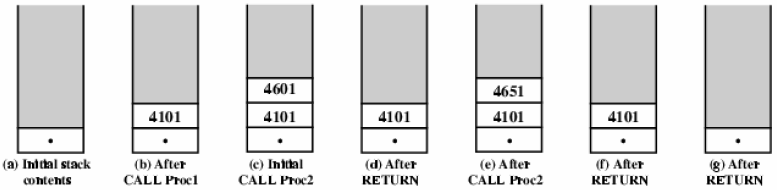 4601
4651
4101
4101
4101
4101
4101
(a) Initial stack
contents
(b) After
CALL Proc1
(c) Initial
CALL Proc2
(d) After
RETURN
(e) After
CALL Proc2
(f) After
RETURN
(g) After
RETURN